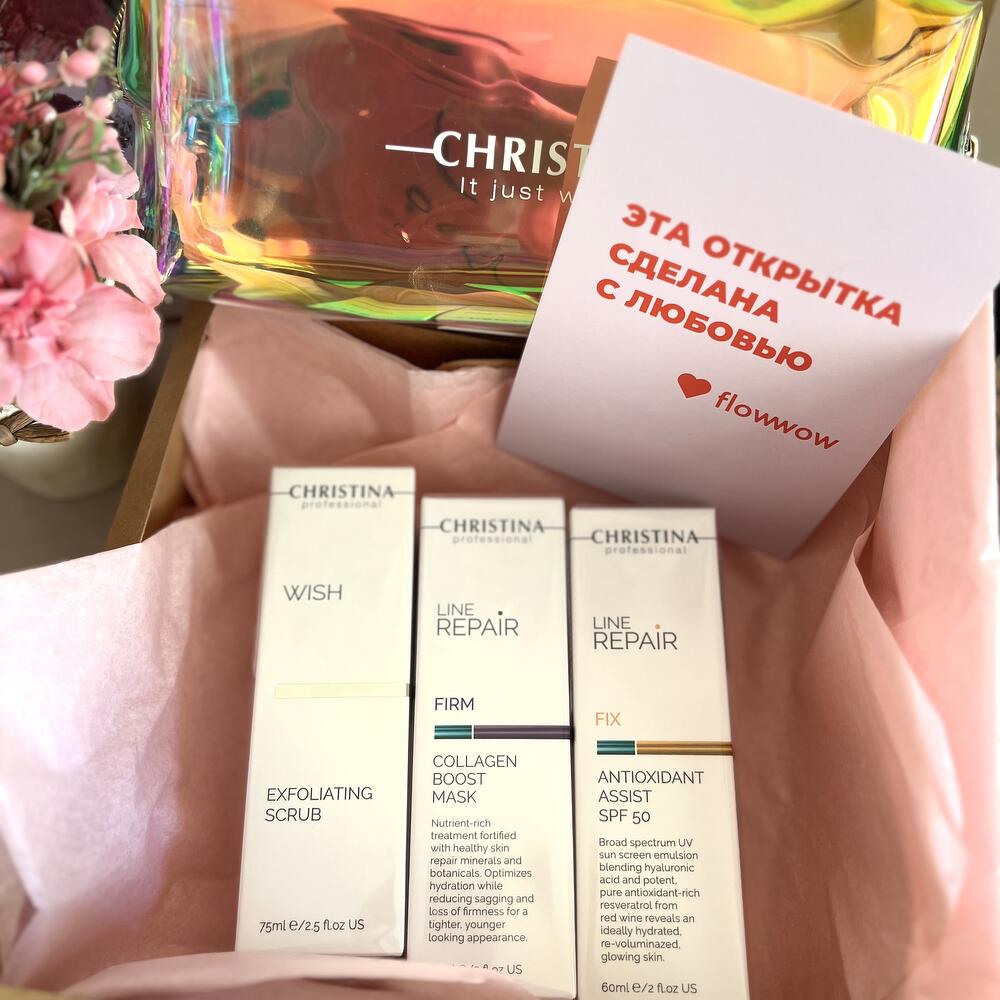 CHRIST
It just w
ЭТА ОТКРЫТКА
СДЕЛАНА
С ЛЮБОВЬЮ
flowwow
CHRISTINA
professional
WISH
EXFOLIATING
SCRUB
75ml e/2.5 fl.oz US
CHRISTINA
professional
LINE
REPAIR
FIRM
COLLAGEN
BOOST
MASK
Nutrient-rich
treatment fortified
with healthy skin
repair minerals and
botanicals. Optimizes
hydration while
reducing sagging and
loss of firmness for a
tighter, younger
looking appearance.
fl.oz US
CHRISTINA
professional
LINE
REPAIR
FIX
ANTIOXIDANT
ASSIST
SPF 50
Broad spectrum UV
sun screen emulsion
blending hyaluronic
acid and potent,
pure antioxidant-rich
resveratrol from
red wine reveals an
ideally hydrated,
re-voluminazed,
glowing skin.
60ml e/2 fl.oz US